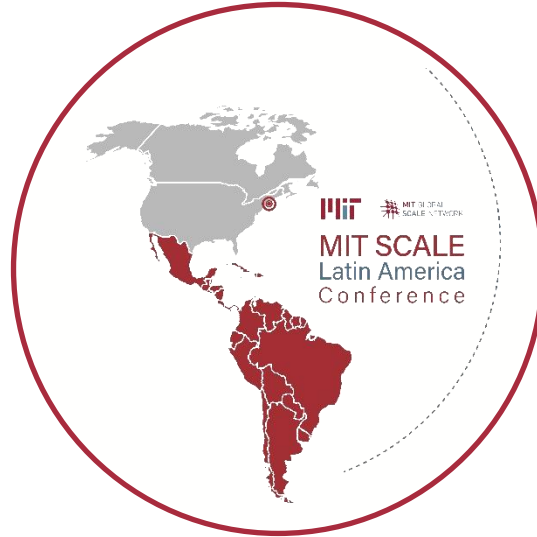 MIT
MIT GLOBAL
SCALE NETWORK
MIT SCALE
Latin America
Conference